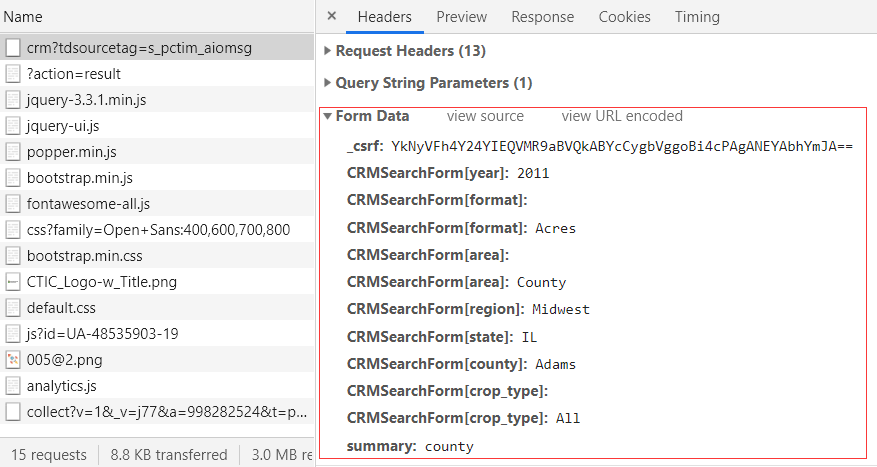 Name
crm?tdsourcetag=s_pctim_aiomsg
?action=result
jquery-3.3.1.min.js
jquery-ui.js
popper.min.js
bootstrap.min.js
fontawesome-all.js
css?family=Open+Sans:400,600,700,800
bootstrap.min.css
CTIC_Logo-w_Title.png
default.css
js?id=UA-48535903-19
005@2.png
analytics.js
collect?v=1&_v=j77&a=998282524&t=p...
15 requests 8.8 KB transferred 3.0 MB re
× Headers Preview Response Cookies Timing
Request Headers (13)
Query String Parameters (1)
Form Data view source view URL encoded
_csrf: YkNyVFh4Y24YIEQVMR9aBVQkABYcCygbVggoBi4cPAgANEYAbhYmJA==
CRMSearchForm[year]: 2011
CRMSearchForm[format]:
CRMSearchForm[format]: Acres
CRMSearchForm[area]:
CRMSearchForm[area]: County
CRMSearchForm[region]: Midwest
CRMSearchForm[state]: IL
CRMSearchForm[county]: Adams
CRMSearchForm[crop_type]:
CRMSearchForm[crop_type]: All
summary: county